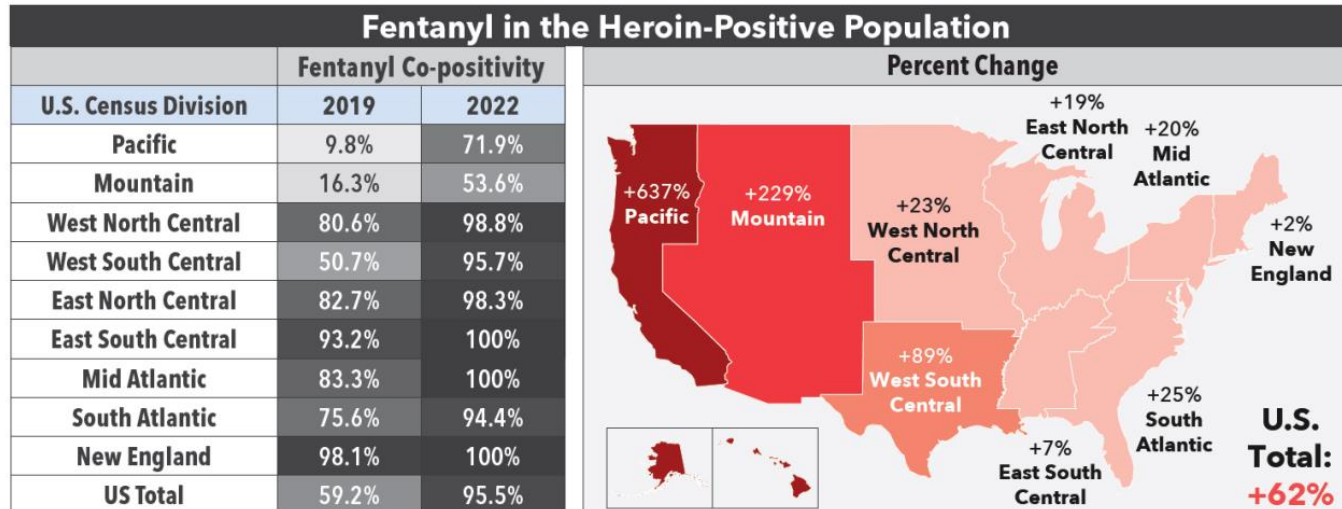 Fentanyl in the Heroin-Positive Population
Fentanyl Co-positivity
U.S. Census Division 2019 2022
Pacific 9.8% 71.9%
Mountain 16.3% 53.6%
West North Central 80.6% 98.8%
West South Central 50.7% 95.7%
East North Central 82.7% 98.3%
East South Central 93.2% 100%
Mid Atlantic 83.3% 100%
South Atlantic 75.6% 94.4%
New England 98.1% 100%
US Total 59.2% 95.5%
Percent Change
+637%
Pacific
+229%
Mountain
+23%
West North
Central
+19%
East North
Central
+20%
Mid
Atlantic
+2%
New
England
+89%
West South
Central
+7%
East South
Central
+25%
South
Atlantic
U.S.
Total:
+62%